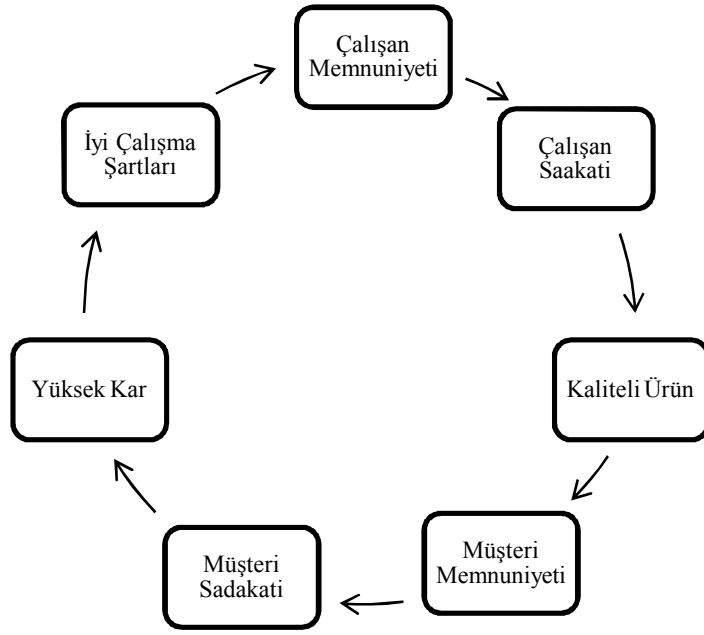 Çalışan
Memnuniyeti
Çalışan
Saakati
Kaliteli Ürün
Müşteri
Memnuniyeti
Müşteri
Sadakati
Yüksek Kar
İyi Çalışma
Şartları